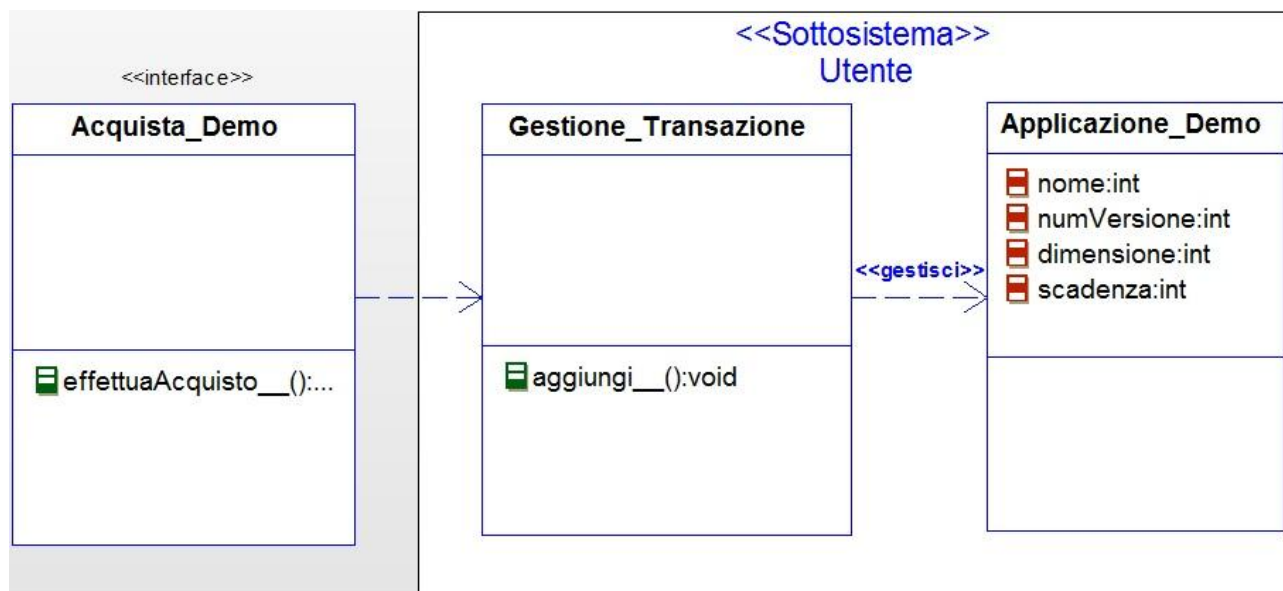 <<Sottosistema>>
Utente
<<interface>>
Acquista_Demo
effettuaAcquisto__():...
Gestione_Transazione
aggiungi__():void
<<gestisci>>
Applicazione_Demo
nome:int
numVersione:int
dimensione:int
scadenza:int